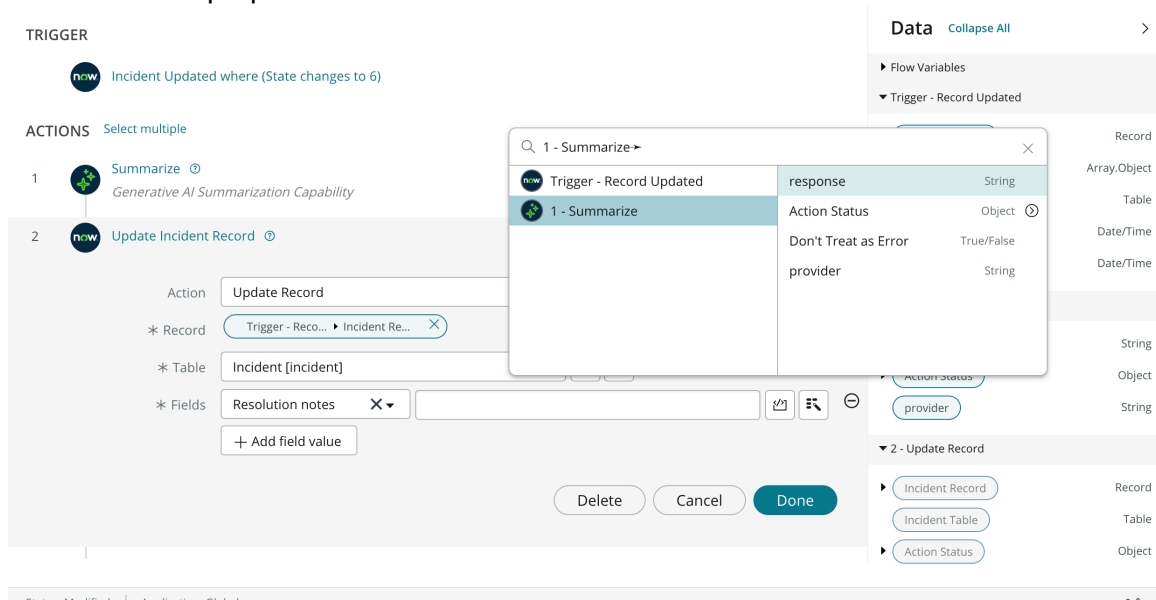 TRIGGER
now
Incident Updated where (State changes to 6)
ACTIONS Select multiple
1
Summarize
Generative AI Summarization Capability
2
now
Update Incident Record
Action
Update Record
* Record
Trigger - Reco... ▸ Incident Re...
* Table
Incident [incident]
* Fields
Resolution notes
+ Add field value
Delete
Cancel
Done
1 - Summarize➛
now
Trigger - Record Updated
1 - Summarize
response String
Action Status Object
Don't Treat as Error True/False
provider String
Data Collapse All
Flow Variables
Trigger - Record Updated
Record
Array.Object
Table
Date/Time
Date/Time
String
Action Status Object
provider String
2 - Update Record
Incident Record Record
Incident Table Table
Action Status Object